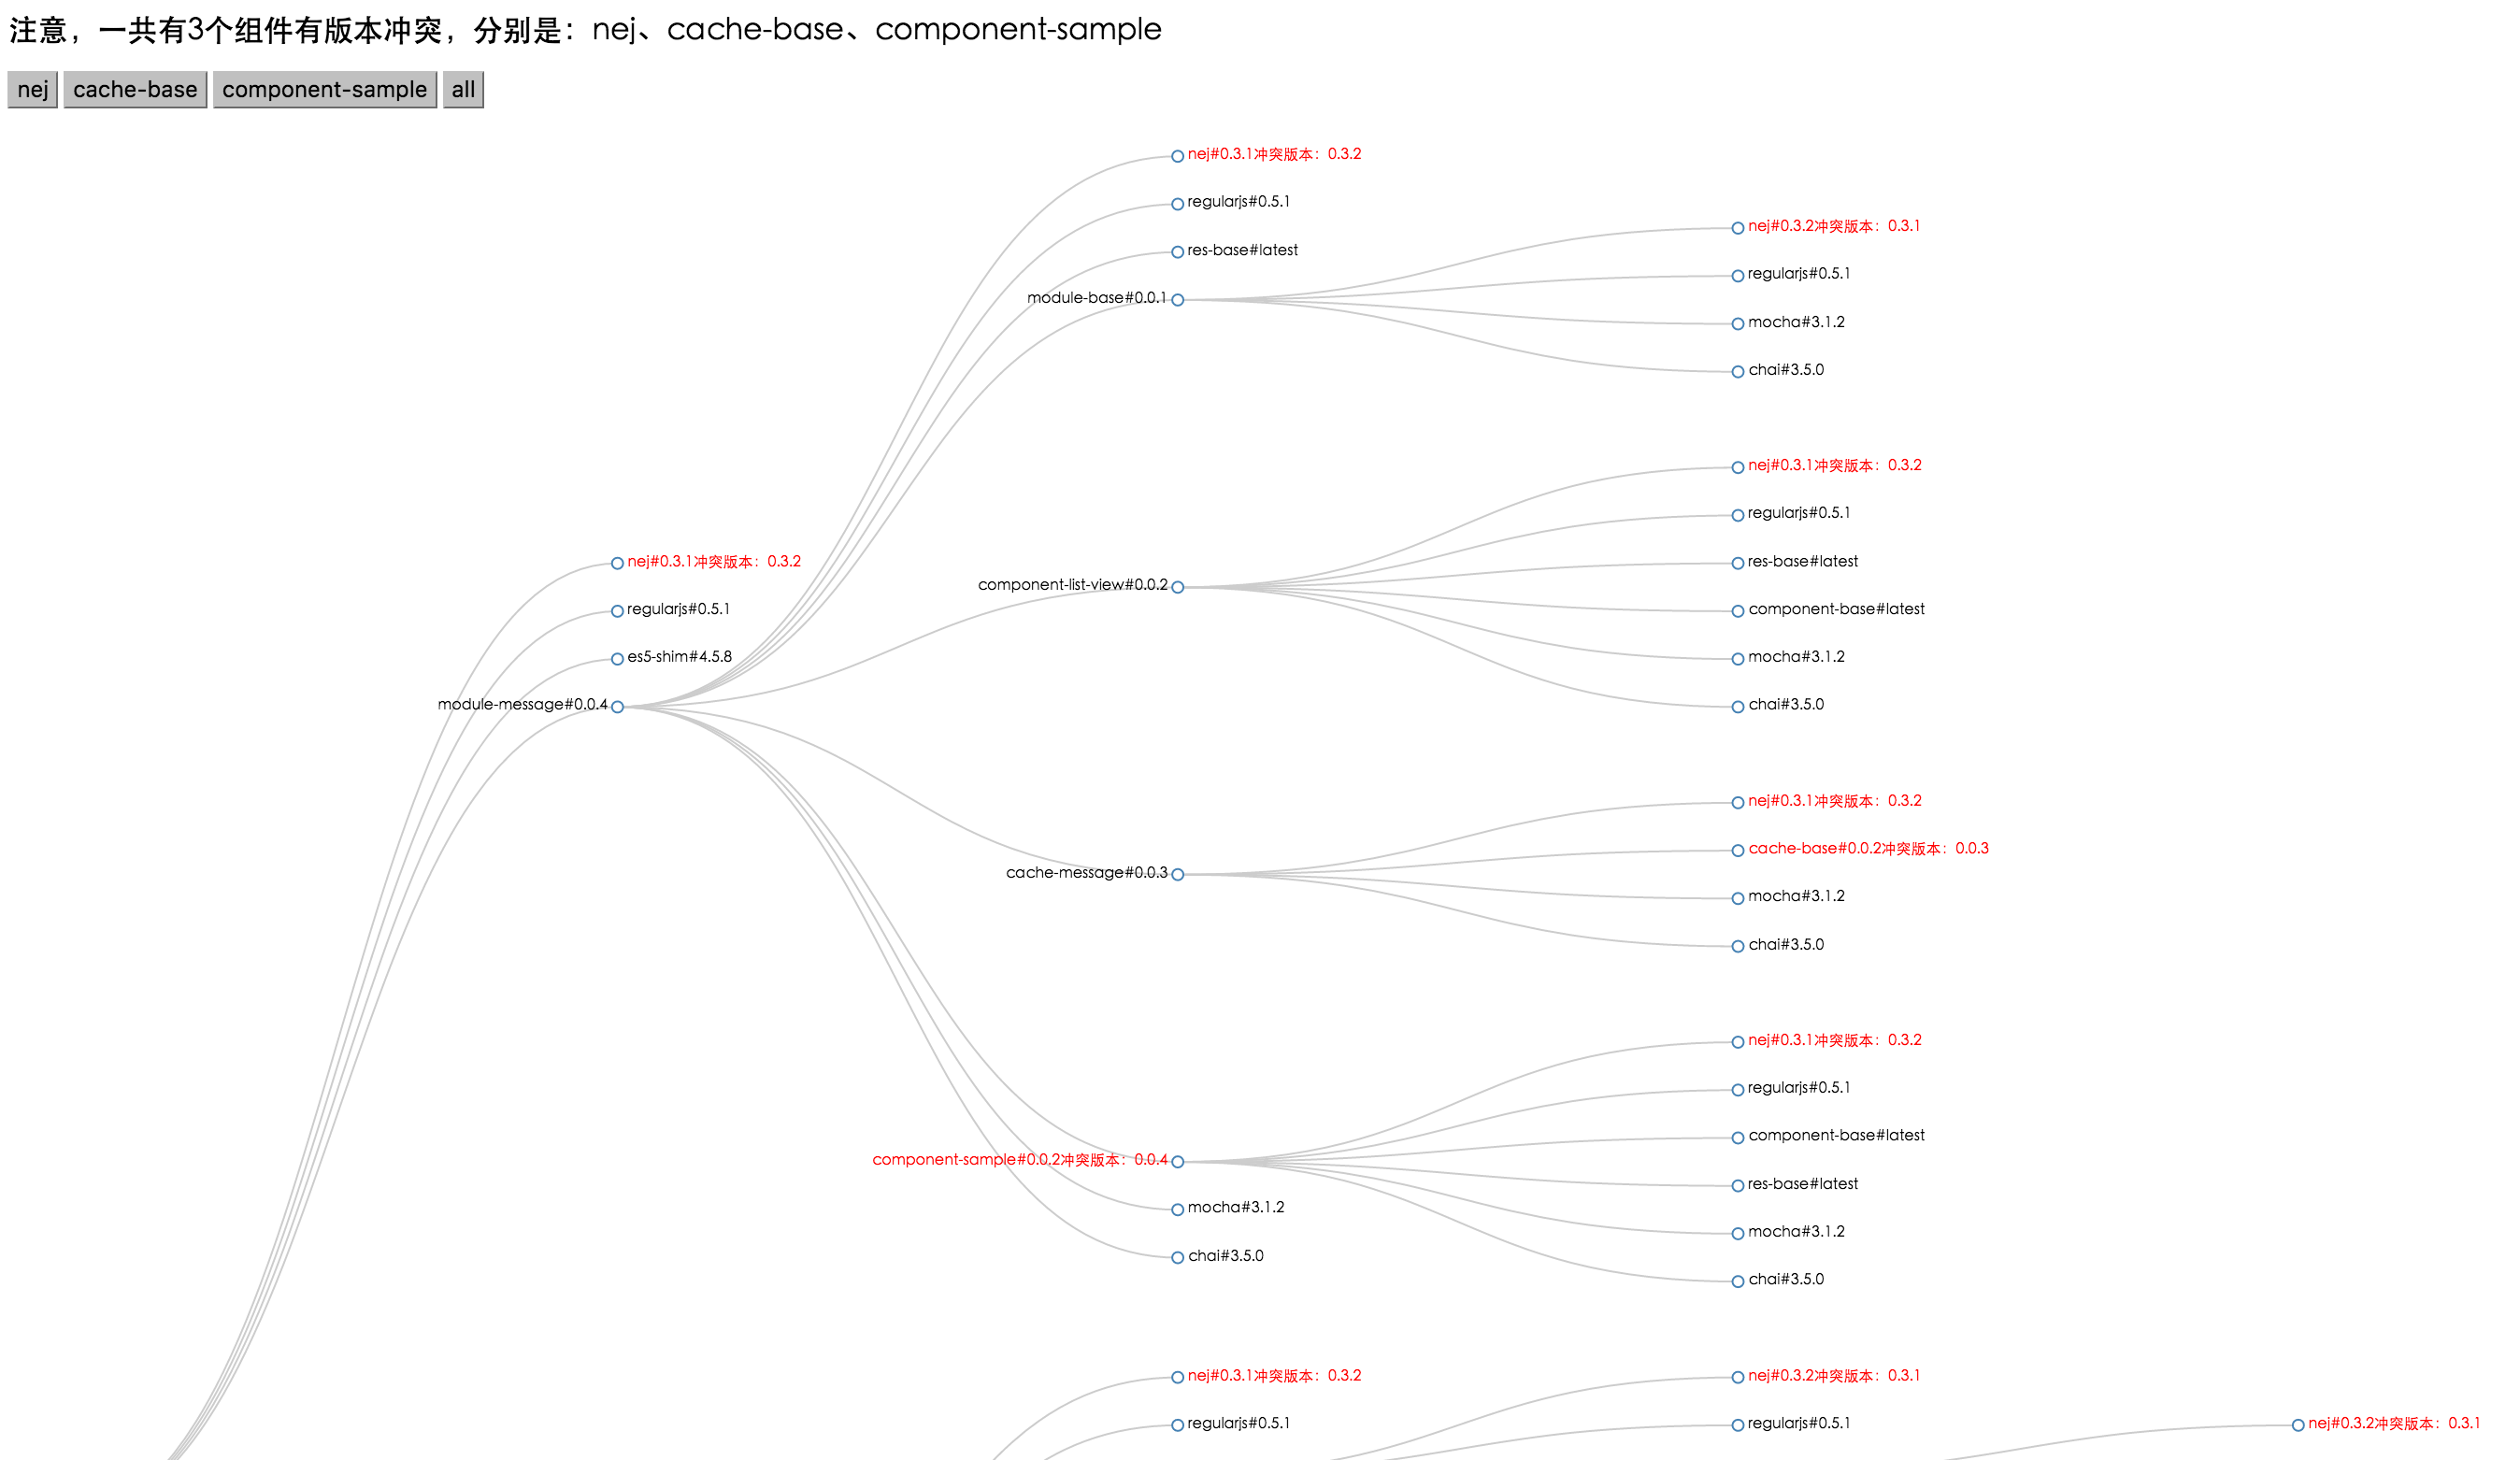 注意，一共有3个组件有版本冲突，分别是：nej、cache-base、component-sample
nej cache-base component-sample all
nej#0.3.1冲突版本：0.3.2
regularjs#0.5.1
nej#0.3.2冲突版本：0.3.1
res-base#latest
regularjs#0.5.1
module-base#0.0.1
mocha#3.1.2
chai#3.5.0
nej#0.3.1冲突版本：0.3.2
regularjs#0.5.1
nej#0.3.1冲突版本：0.3.2
res-base#latest
component-list-view#0.0.2
regularjs#0.5.1
component-base#latest
es5-shim#4.5.8
mocha#3.1.2
module-message#0.0.4
chai#3.5.0
nej#0.3.1冲突版本：0.3.2
cache-base#0.0.2冲突版本：0.0.3
cache-message#0.0.3
mocha#3.1.2
chai#3.5.0
nej#0.3.1冲突版本：0.3.2
regularjs#0.5.1
component-base#latest
component-sample#0.0.2冲突版本：0.0.4
res-base#latest
mocha#3.1.2
mocha#3.1.2
chai#3.5.0
chai#3.5.0
nej#0.3.1冲突版本：0.3.2
nej#0.3.2冲突版本：0.3.1
regularjs#0.5.1
regularjs#0.5.1
nej#0.3.2冲突版本：0.3.1